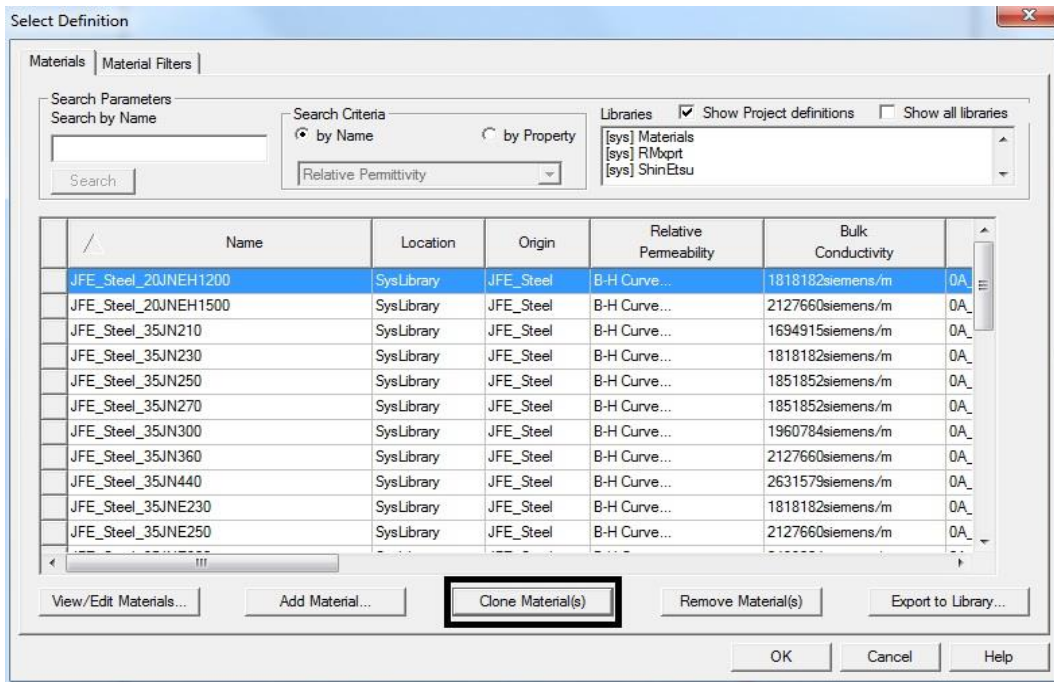 Select Definition
Materials Material Filters
Search Parameters
Search by Name
Search
Search Criteria
by Name by Property
Relative Permittivity
Libraries Show Project definitions Show all libraries
[sys] Materials
[sys] RMxprt
[sys] ShinEtsu
Name Location Origin Relative Permeability Bulk Conductivity
JFE_Steel_20JNEH1200 SysLibrary JFE_Steel B-H Curve... 1818182siemens/m 0A_
JFE_Steel_20JNEH1500 SysLibrary JFE_Steel B-H Curve... 2127660siemens/m 0A_
JFE_Steel_35JN210 SysLibrary JFE_Steel B-H Curve... 1694915siemens/m 0A_
JFE_Steel_35JN230 SysLibrary JFE_Steel B-H Curve... 1818182siemens/m 0A_
JFE_Steel_35JN250 SysLibrary JFE_Steel B-H Curve... 1851852siemens/m 0A_
JFE_Steel_35JN270 SysLibrary JFE_Steel B-H Curve... 1851852siemens/m 0A_
JFE_Steel_35JN300 SysLibrary JFE_Steel B-H Curve... 1960784siemens/m 0A_
JFE_Steel_35JN360 SysLibrary JFE_Steel B-H Curve... 2127660siemens/m 0A_
JFE_Steel_35JN440 SysLibrary JFE_Steel B-H Curve... 2631579siemens/m 0A_
JFE_Steel_35JNE230 SysLibrary JFE_Steel B-H Curve... 1818182siemens/m 0A_
JFE_Steel_35JNE250 SysLibrary JFE_Steel B-H Curve... 2127660siemens/m 0A_
View/Edit Materials... Add Material... Clone Material(s) Remove Material(s) Export to Library...
OK Cancel Help